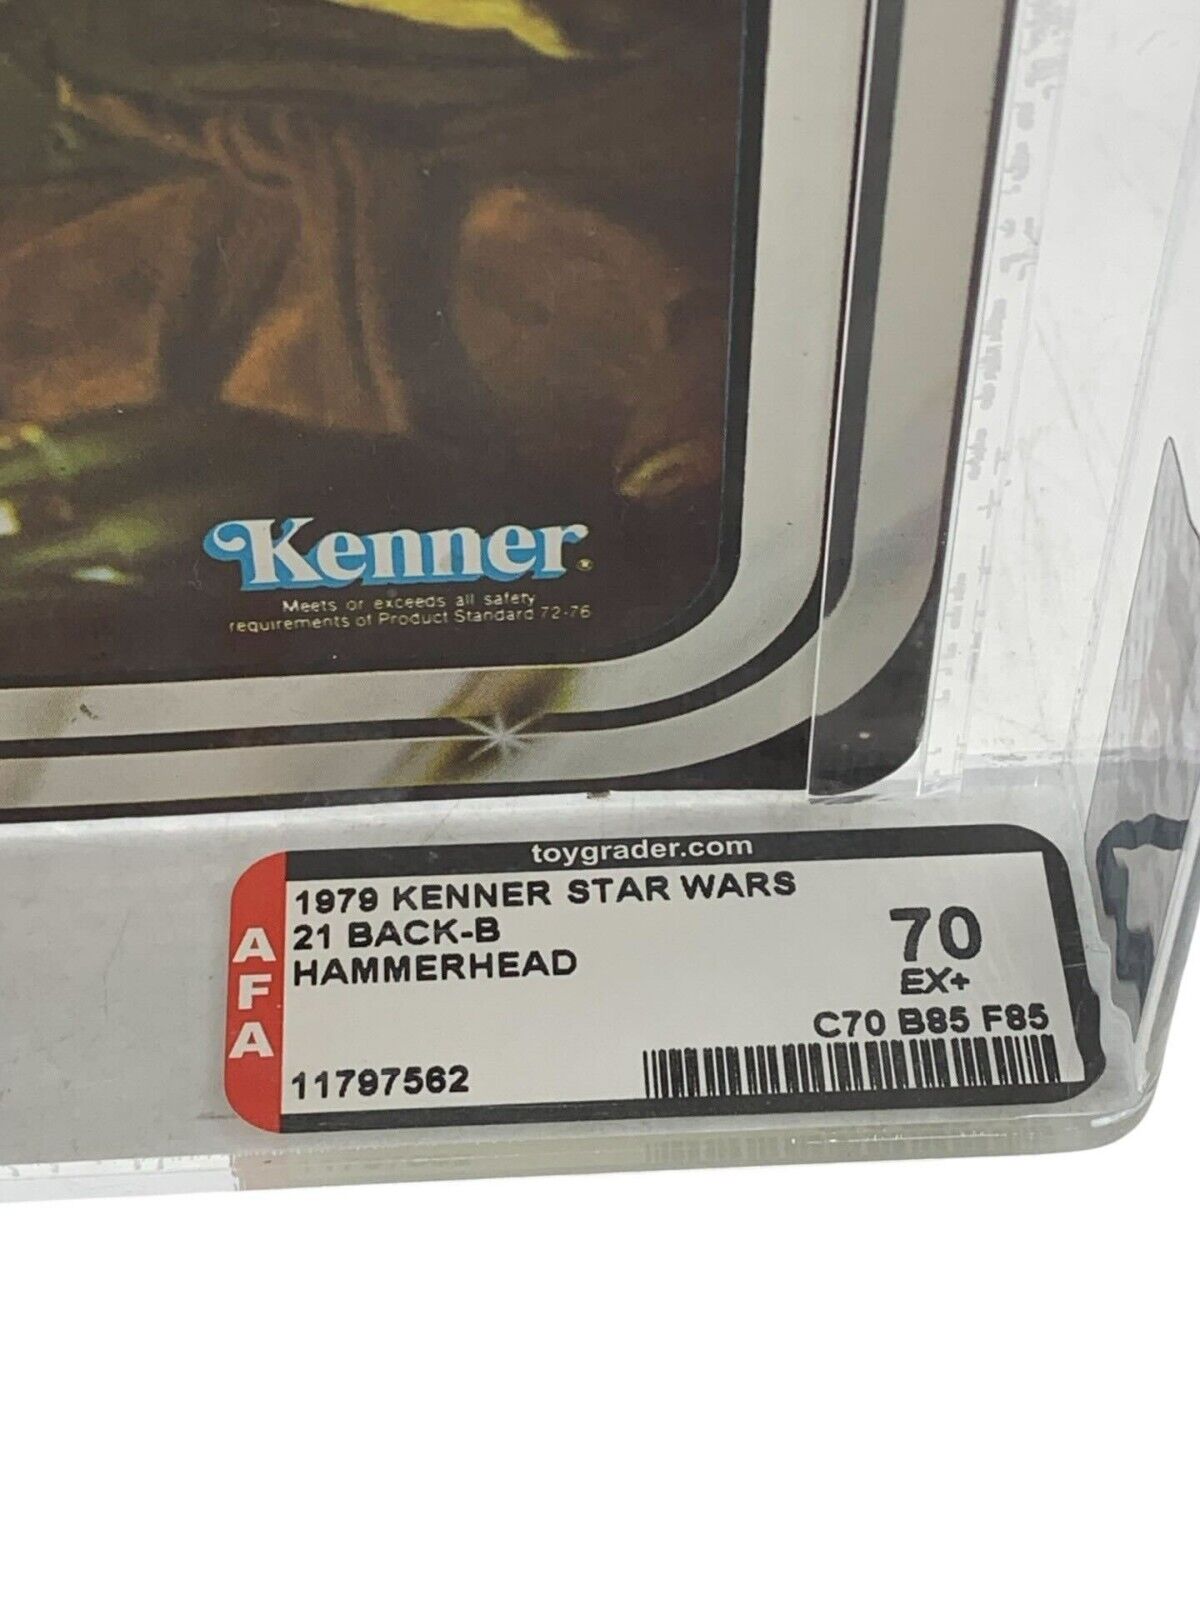 Kenner
Meets or exceeds all safety
requirements of Product Standard 72-76
toygrader.com
AFA
1979 KENNER STAR WARS
21 BACK-B
HAMMERHEAD
70
EX+
C70 B85 F85
11797562